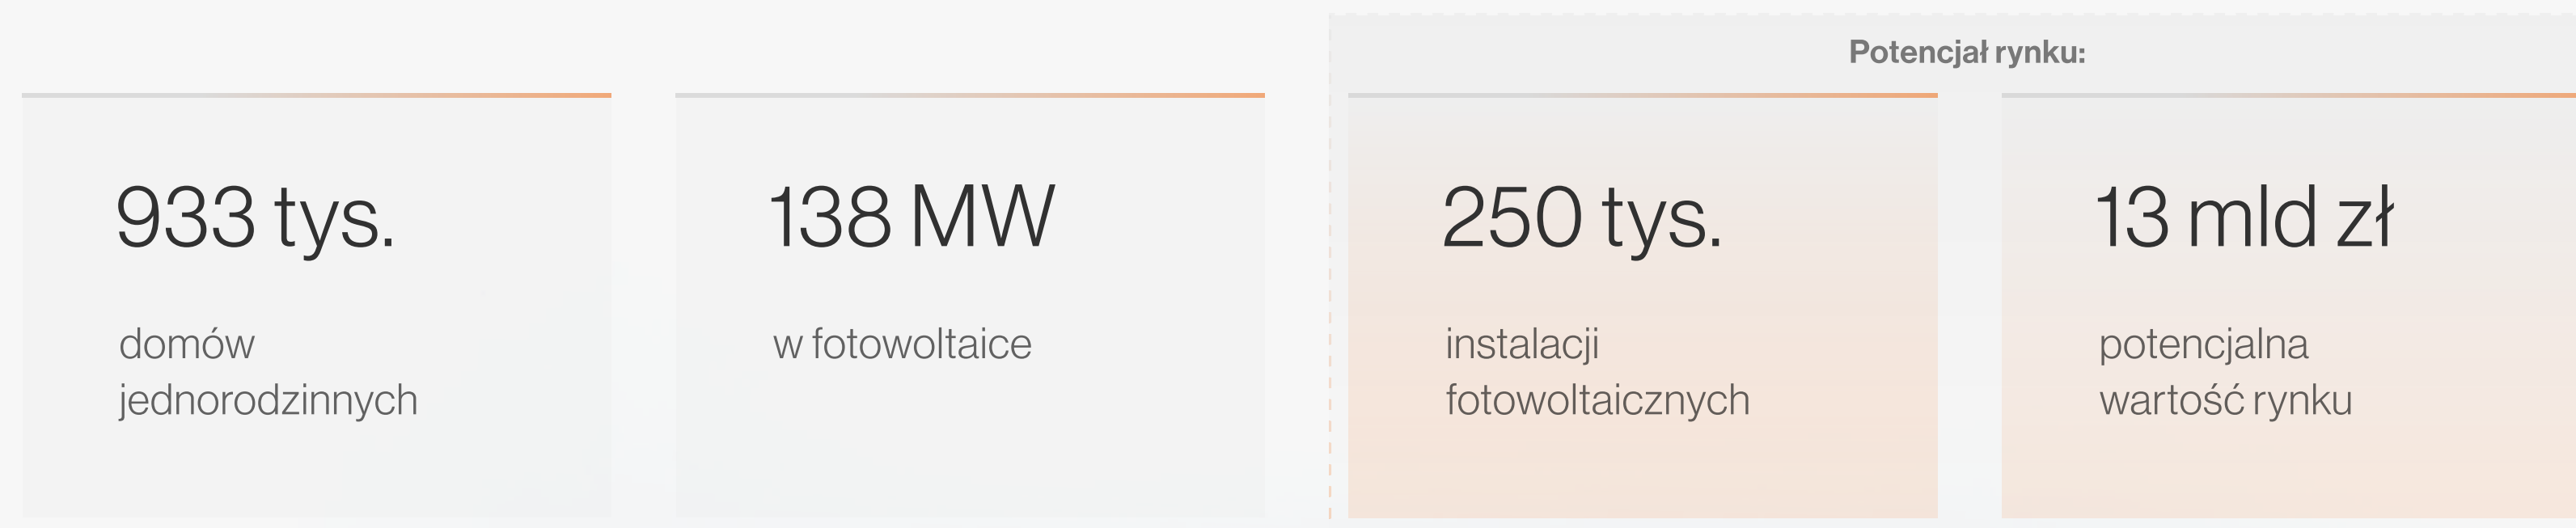 Potencjał rynku:
933 tys.
domów
jednorodzinnych
138 MW
w fotowoltaice
250 tys.
instalacji
fotowoltaicznych
13 mld zł
potencjalna
wartość rynku